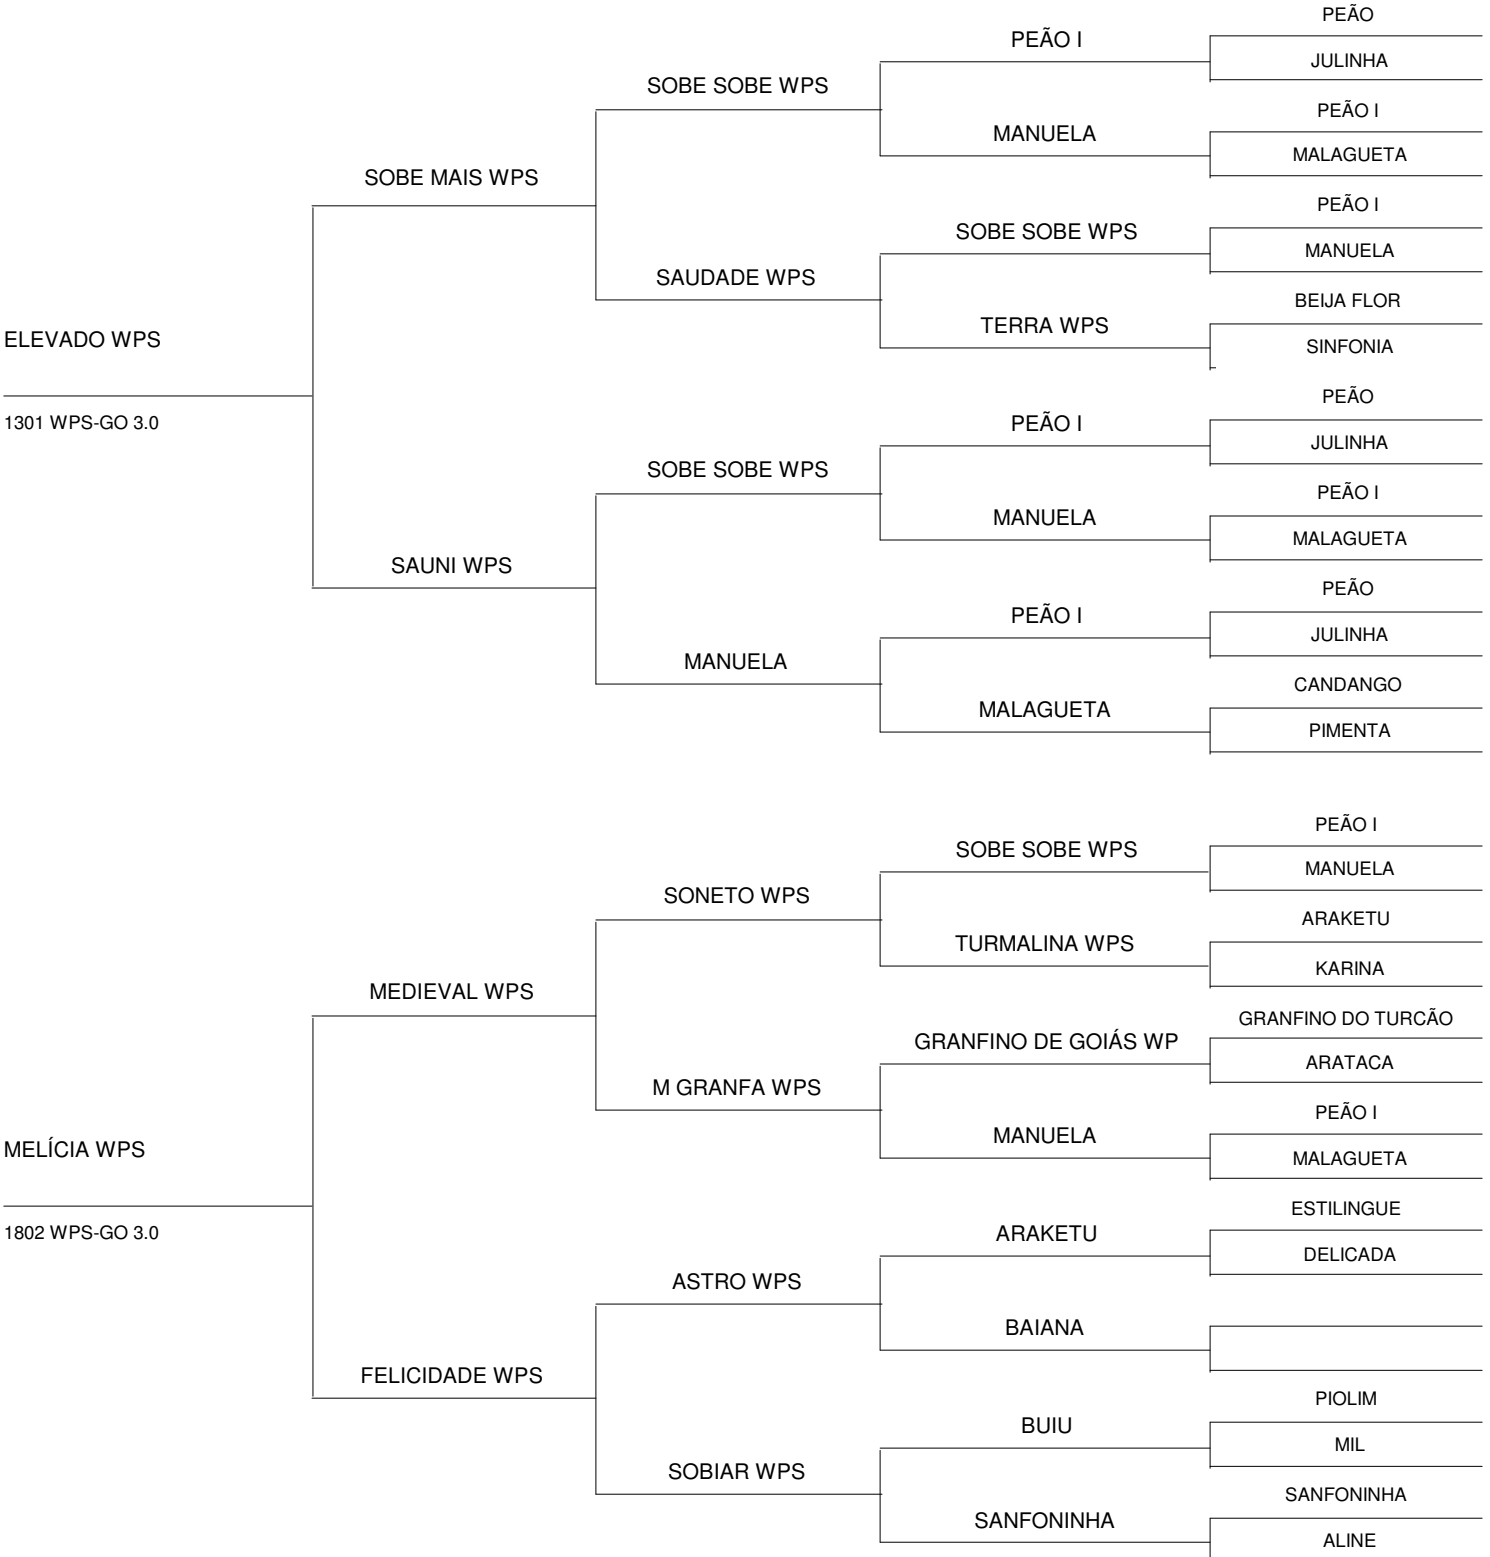 PEÃO
PEÃO I
JULINHA
SOBE SOBE WPS
PEÃO I
MANUELA
MALAGUETA
SOBE MAIS WPS
PEÃO I
SOBE SOBE WPS
MANUELA
SAUDADE WPS
BEIJA FLOR
TERRA WPS
ELEVADO WPS
SINFONIA
PEÃO
1301 WPS-GO 3.0
PEÃO I
JULINHA
SOBE SOBE WPS
PEÃO I
MANUELA
MALAGUETA
SAUNI WPS
PEÃO
PEÃO I
JULINHA
MANUELA
CANDANGO
MALAGUETA
PIMENTA
PEÃO I
SOBE SOBE WPS
MANUELA
SONETO WPS
ARAKETU
TURMALINA WPS
KARINA
MEDIEVAL WPS
GRANFINO DO TURCÃO
GRANFINO DE GOIÁS WP
ARATACA
M GRANFA WPS
PEÃO I
MANUELA
MELÍCIA WPS
MALAGUETA
ESTILINGUE
1802 WPS-GO 3.0
ARAKETU
DELICADA
ASTRO WPS
BAIANA
FELICIDADE WPS
PIOLIM
BUIU
MIL
SOBIAR WPS
SANFONINHA
SANFONINHA
ALINE